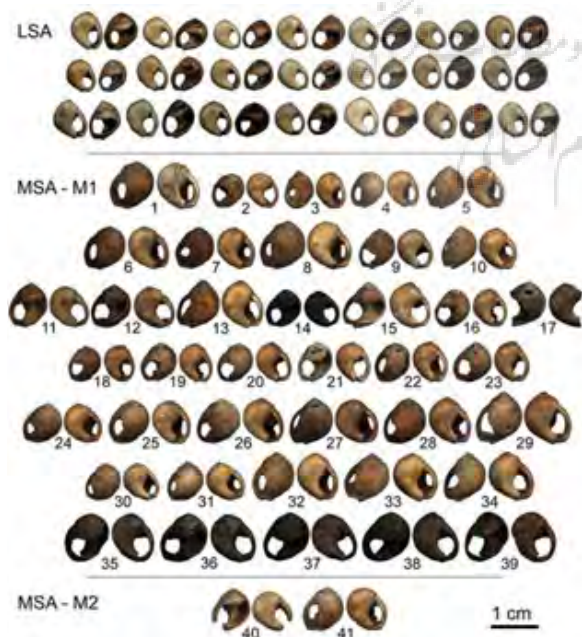 LSA
MSA - M1
1 2 3 4 5
6 7 8 9 10
11 12 13 14 15 16 17
18 19 20 21 22 23
24 25 26 27 28 29
30 31 32 33 34
35 36 37 38 39
MSA - M2
40 41
1 cm